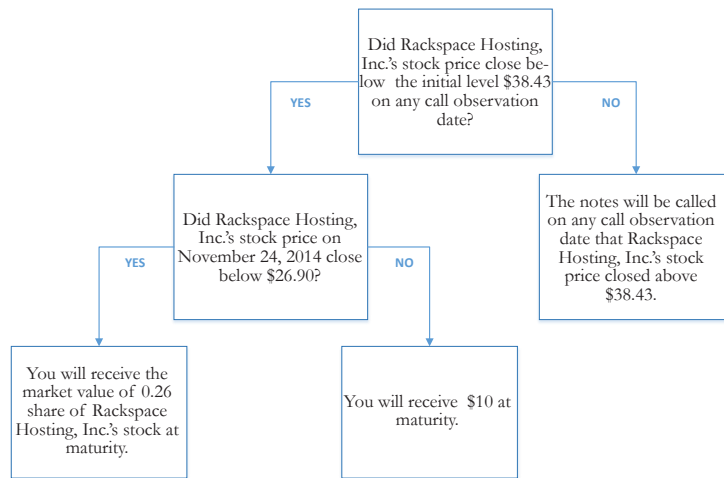 Did Rackspace Hosting,
Inc.'s stock price close be-
low the initial level $38.43
on any call observation
date?
YES
NO
Did Rackspace Hosting,
Inc.'s stock price on
November 24, 2014 close
below $26.90?
The notes will be called
on any call observation
date that Rackspace
Hosting, Inc.'s stock
price closed above
$38.43.
YES
NO
You will receive the
market value of 0.26
share of Rackspace
Hosting, Inc.'s stock at
maturity.
You will receive $10 at
maturity.